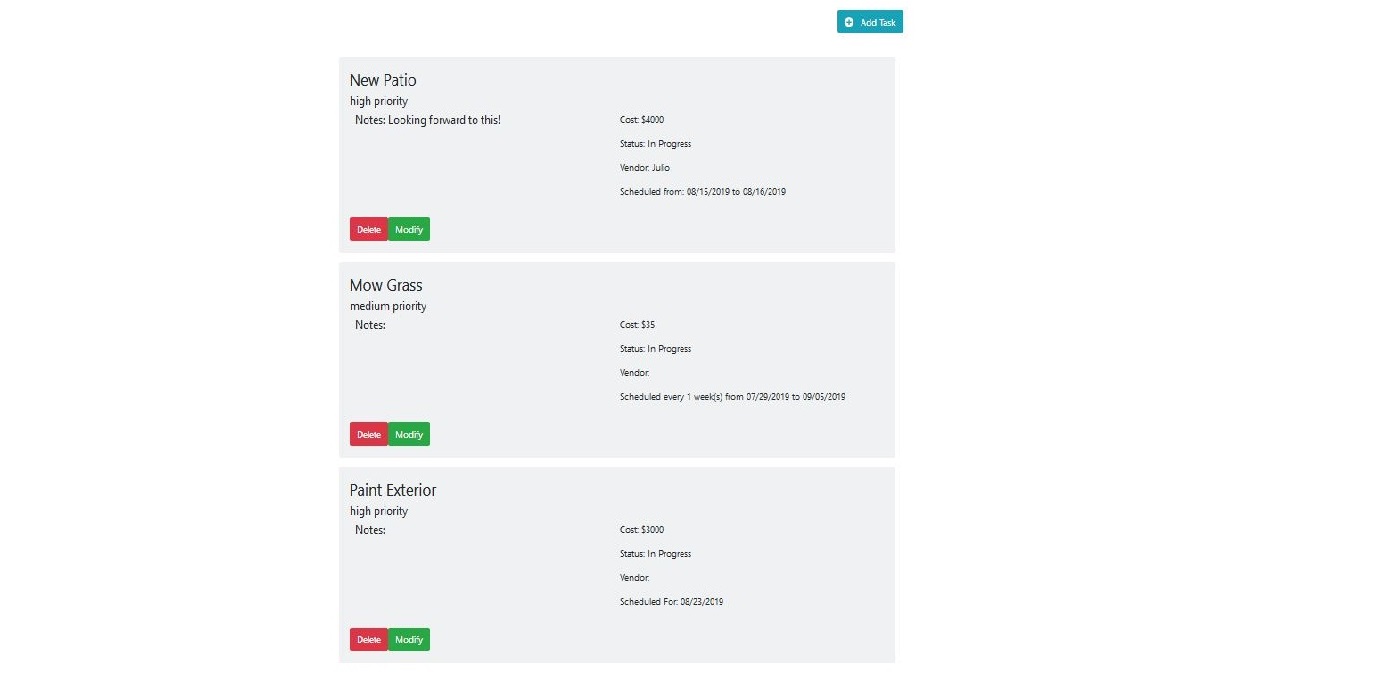 Add Task
New Patio
high priority
Notes: Looking forward to this!
Cost: $4000
Status: In Progress
Vendor: Julio
Scheduled from: 08/15/2019 to 08/16/2019
Delete Modify
Mow Grass
medium priority
Notes:
Cost: $35
Status: In Progress
Vendor:
Scheduled every 1 week(s) from 07/29/2019 to 09/05/2019
Delete Modify
Paint Exterior
high priority
Notes:
Cost: $3000
Status: In Progress
Vendor:
Scheduled For: 08/23/2019
Delete Modify